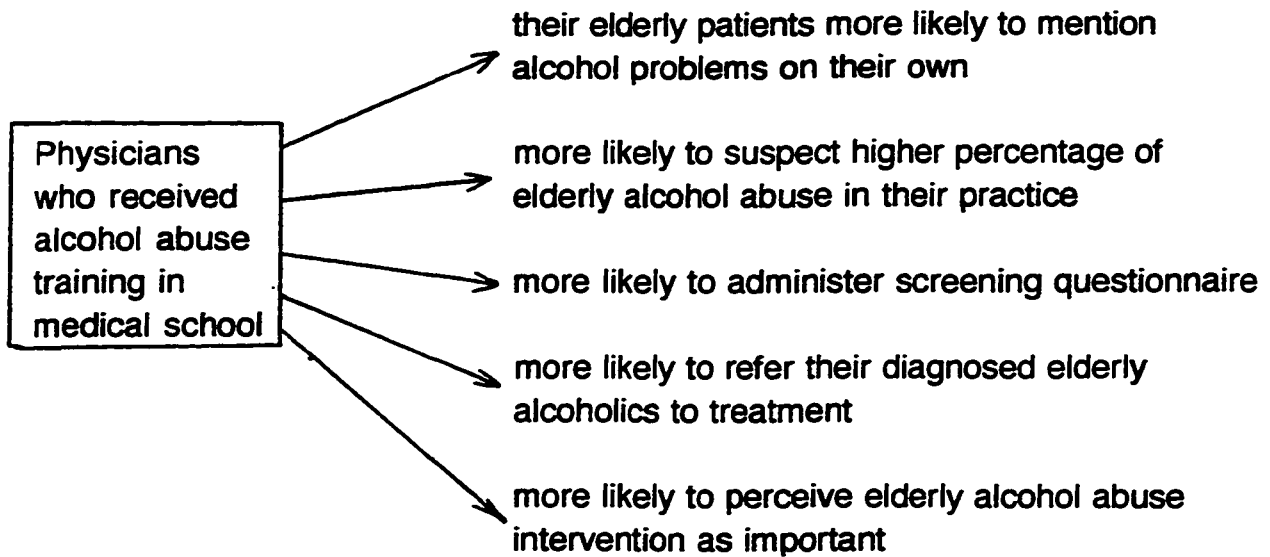 their elderly patients more likely to mention
alcohol problems on their own
Physicians
who received
alcohol abuse
training in
medical school
more likely to suspect higher percentage of
elderly alcohol abuse in their practice
more likely to administer screening questionnaire
more likely to refer their diagnosed elderly
alcoholics to treatment
more likely to perceive elderly alcohol abuse
intervention as important